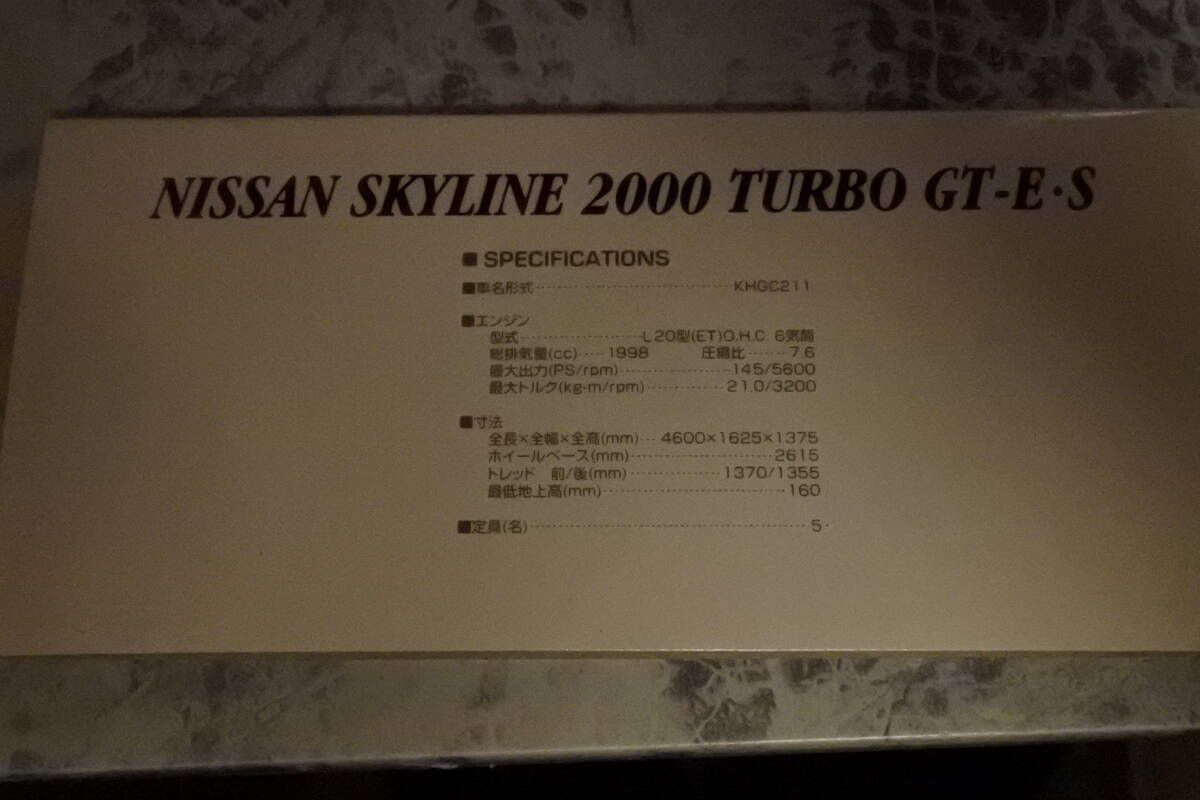 NISSAN SKYLINE 2000 TURBO GT-E・S
■ SPECIFICATIONS
■車名形式 KHGC211
■エンジン
型式 L20型(ET)O.H.C. 6気筒
総排気量(cc) 1998 圧縮比 7.6
最大出力(PS/rpm) 145/5600
最大トルク(kg-m/rpm) 21.0/3200
■寸法
全長×全幅×全高(mm) 4600×1625×1375
ホイールベース(mm) 2615
トレッド 前/後(mm) 1370/1355
最低地上高(mm) 160
■定員(名) 5